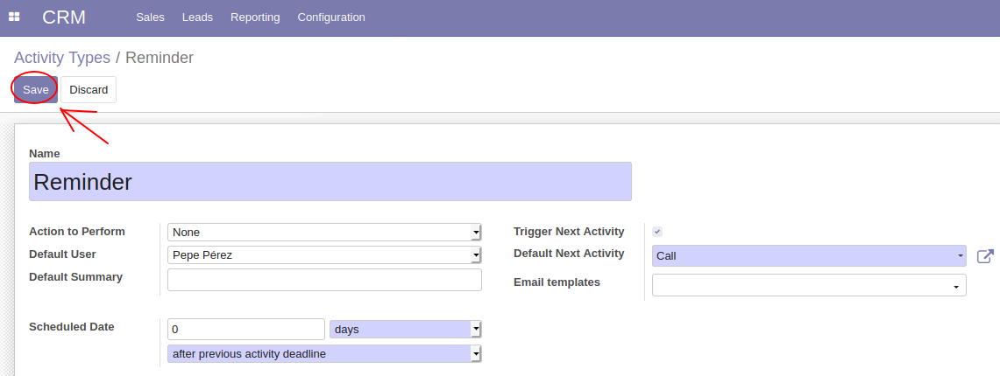 CRM Sales Leads Reporting Configuration
Activity Types / Reminder
Save Discard
Name
Reminder
Action to Perform None Trigger Next Activity
Default User Pepe Pérez Default Next Activity Call
Default Summary Email templates
Scheduled Date 0 days
after previous activity deadline